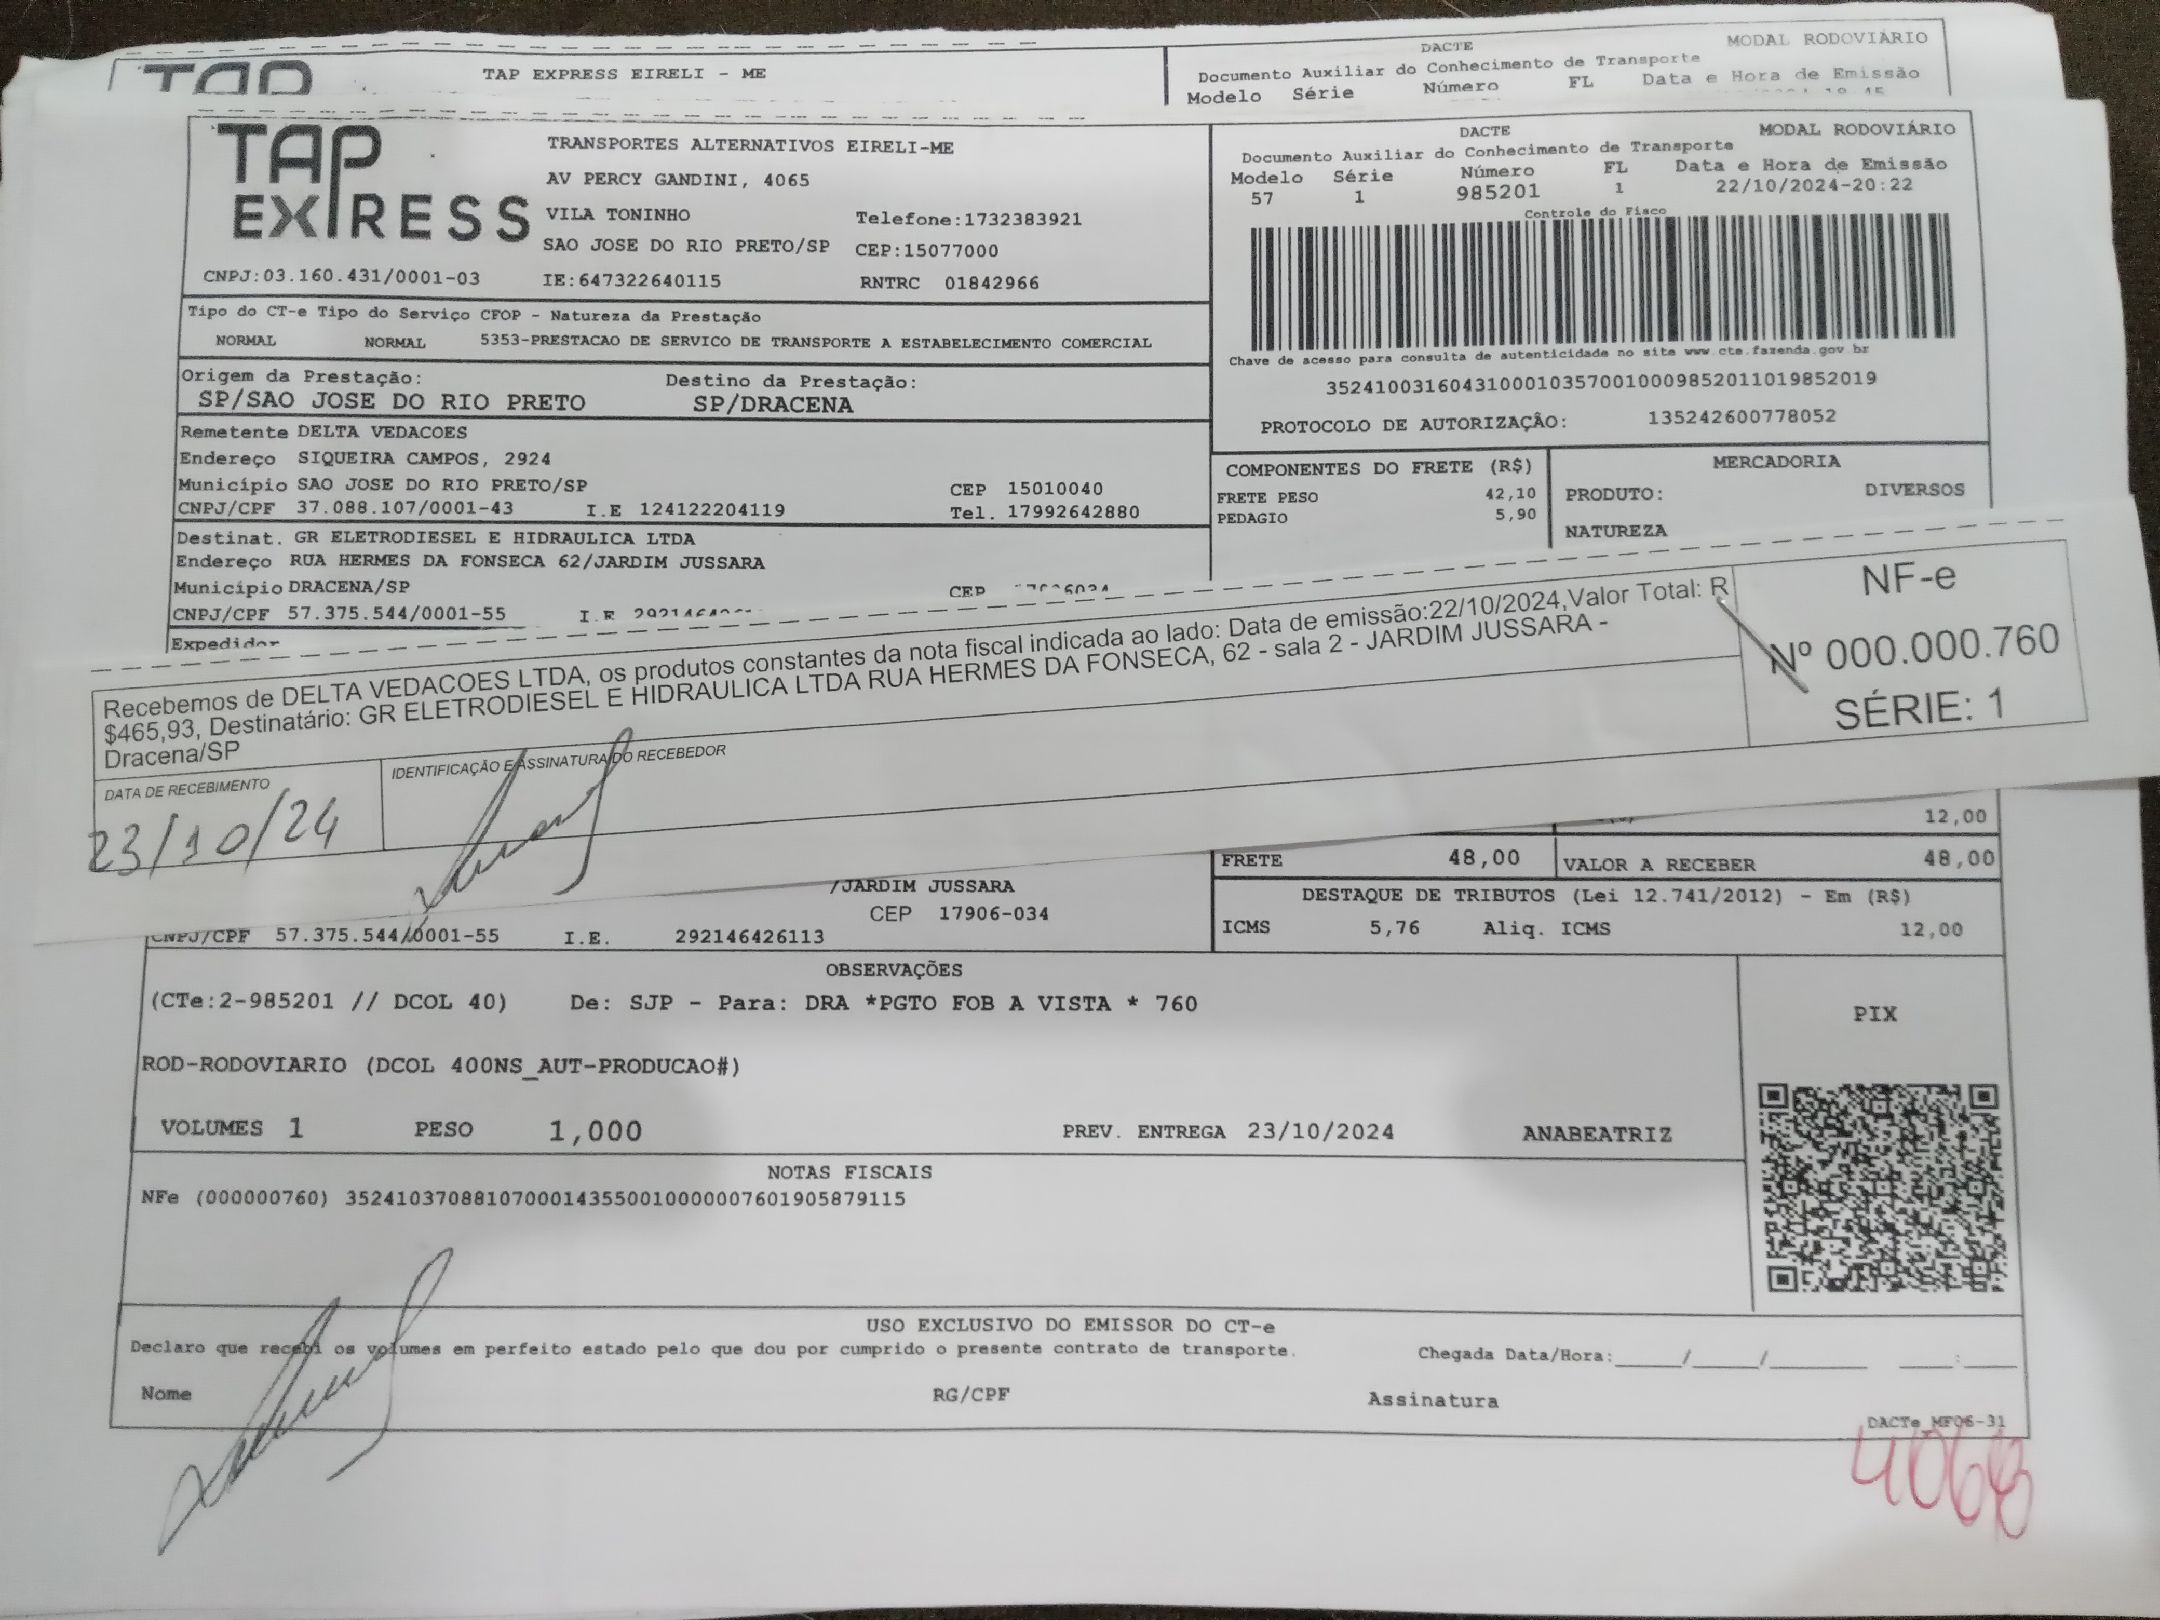 TAP
TAP EXPRESS EIRELI - ME
DACTE
MODAL RODOVIÁRIO
Documento Auxiliar do Conhecimento de Transporte
Modelo Série Número FL Data e Hora de Emissão
TAP
EXPRESS
TRANSPORTES ALTERNATIVOS EIRELI-ME
AV PERCY GANDINI, 4065
VILA TONINHO Telefone:1732383921
SAO JOSE DO RIO PRETO/SP CEP:15077000
CNPJ:03.160.431/0001-03 IE:647322640115 RNTRC 01842966
DACTE MODAL RODOVIÁRIO
Documento Auxiliar do Conhecimento de Transporte
Modelo Série Número FL Data e Hora de Emissão
57 1 985201 1 22/10/2024-20:22
Controle do Fisco
Chave de acesso para consulta de autenticidade no site www.cte.fazenda.gov.br
35241003160431000103570010009852011019852019
PROTOCOLO DE AUTORIZAÇÃO: 135242600778052
Tipo do CT-e Tipo do Serviço CFOP - Natureza da Prestação
NORMAL NORMAL 5353-PRESTACAO DE SERVICO DE TRANSPORTE A ESTABELECIMENTO COMERCIAL
Origem da Prestação: Destino da Prestação:
SP/SAO JOSE DO RIO PRETO SP/DRACENA
Remetente DELTA VEDACOES
Endereço SIQUEIRA CAMPOS, 2924
Município SAO JOSE DO RIO PRETO/SP CEP 15010040
CNPJ/CPF 37.088.107/0001-43 I.E 124122204119 Tel. 17992642880
COMPONENTES DO FRETE (R$) MERCADORIA
FRETE PESO 42,10 PRODUTO: DIVERSOS
PEDAGIO 5,90 NATUREZA
Destinat. GR ELETRODIESEL E HIDRAULICA LTDA
Endereço RUA HERMES DA FONSECA 62/JARDIM JUSSARA
Município DRACENA/SP CEP
CNPJ/CPF 57.375.544/0001-55 I.E
Expedidor
Recebemos de DELTA VEDACOES LTDA, os produtos constantes da nota fiscal indicada ao lado: Data de emissão:22/10/2024,Valor Total: R
$465,93, Destinatário: GR ELETRODIESEL E HIDRAULICA LTDA RUA HERMES DA FONSECA, 62 - sala 2 - JARDIM JUSSARA -
Dracena/SP
NF-e
Nº 000.000.760
SÉRIE: 1
DATA DE RECEBIMENTO IDENTIFICAÇÃO E ASSINATURA DO RECEBEDOR
23/10/24
12,00
FRETE 48,00 VALOR A RECEBER 48,00
/JARDIM JUSSARA
CEP 17906-034
CNPJ/CPF 57.375.544/0001-55 I.E. 292146426113
DESTAQUE DE TRIBUTOS (Lei 12.741/2012) - Em (R$)
ICMS 5,76 Aliq. ICMS 12,00
OBSERVAÇÕES
(CTe:2-985201 // DCOL 40) De: SJP - Para: DRA *PGTO FOB A VISTA * 760
PIX
ROD-RODOVIARIO (DCOL 400NS_AUT-PRODUCAO#)
VOLUMES 1 PESO 1,000 PREV. ENTREGA 23/10/2024 ANABEATRIZ
NOTAS FISCAIS
NFe (000000760) 35241037088107000143550010000007601905879115
USO EXCLUSIVO DO EMISSOR DO CT-e
Declaro que recebi os volumes em perfeito estado pelo que dou por cumprido o presente contrato de transporte. Chegada Data/Hora:____/____/______ ___:___
Nome RG/CPF Assinatura
DACTe MF06-31